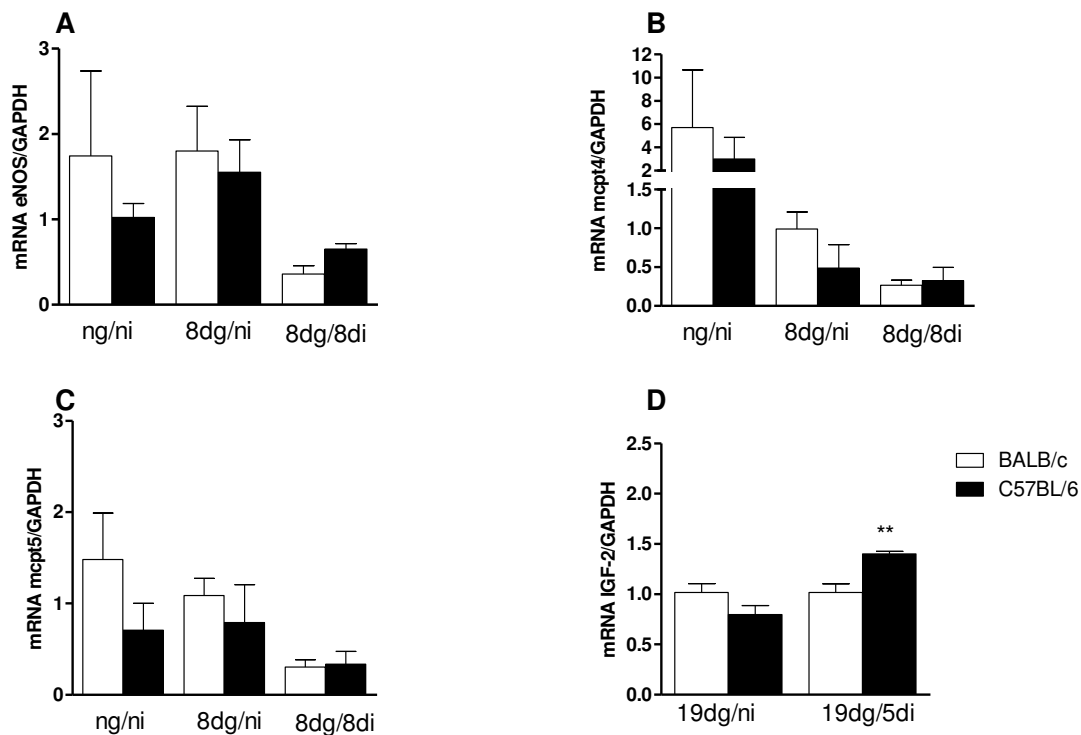 A
mRNA eNOS/GAPDH
3
2
1
0
ng/ni 8dg/ni 8dg/8di
B
mRNA mcpt4/GAPDH
12
10
8
6
4
2
1.5
1.0
0.5
0.0
ng/ni 8dg/ni 8dg/8di
C
mRNA mcpt5/GAPDH
3
2
1
0
ng/ni 8dg/ni 8dg/8di
D
mRNA IGF-2/GAPDH
2.5
2.0
1.5
1.0
0.5
0.0
**
19dg/ni 19dg/5di
BALB/c
C57BL/6